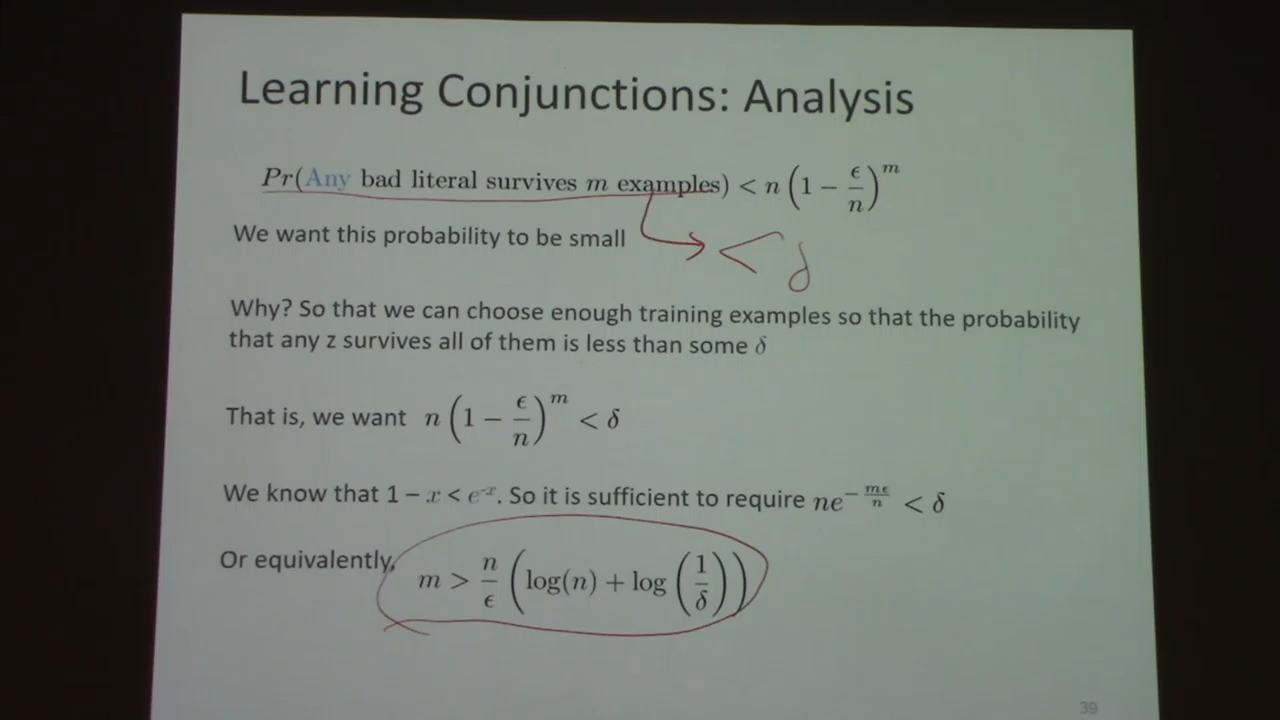 Learning Conjunctions: Analysis
Pr(Any bad literal survives m examples) < n (1 − ϵ/n)^m
We want this probability to be small
< δ
Why? So that we can choose enough training examples so that the probability
that any z survives all of them is less than some δ
That is, we want n (1 − ϵ/n)^m < δ
We know that 1 – x < e^-x. So it is sufficient to require ne^(− mϵ/n) < δ
Or equivalently, m > n/ϵ (log(n) + log (1/δ))
39